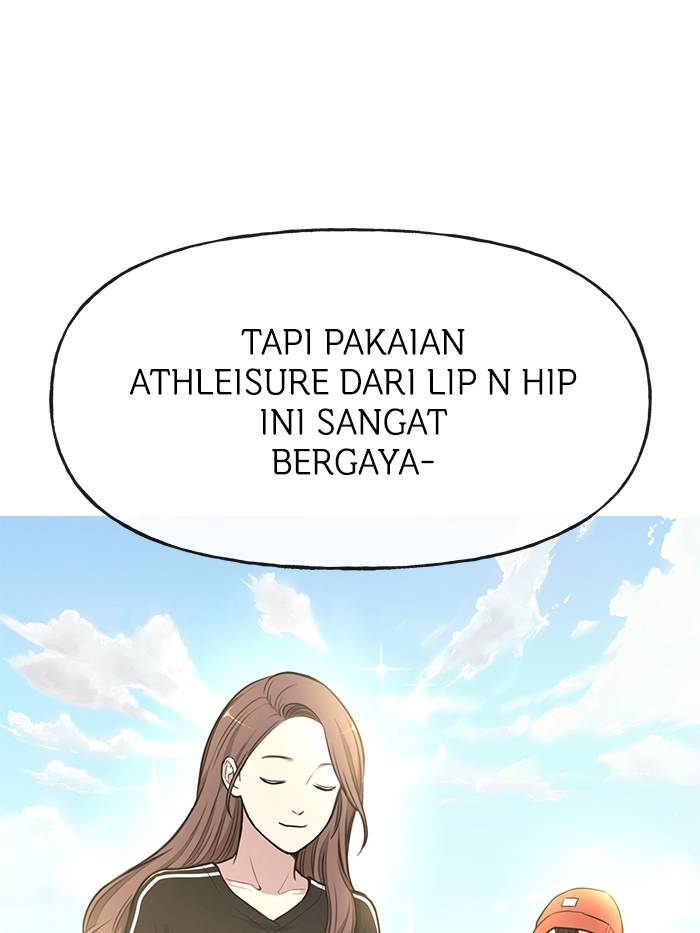 TAPI PAKAIAN
ATHLEISURE DARI LIP N HIP
INI SANGAT
BERGAYA-